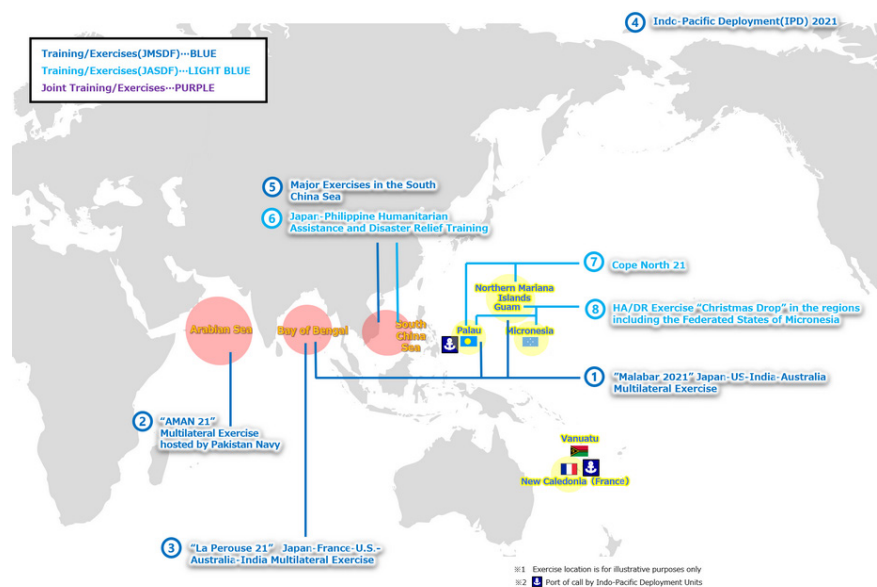 ④ Indo-Pacific Deployment(IPD) 2021
Training/Exercises(JMSDF)···BLUE
Training/Exercises(JASDF)···LIGHT BLUE
Joint Training/Exercises···PURPLE
⑤ Major Exercises in the South
China Sea
⑥ Japan-Philippine Humanitarian
Assistance and Disaster Relief Training
⑦ Cope North 21
Northern Mariana
Islands
Guam
⑧ HA/DR Exercise "Christmas Drop" in the regions
including the Federated States of Micronesia
Arabian Sea
Bay of Bengal
South
China
Sea
Palau
Micronesia
① "Malabar 2021" Japan-US-India-Australia
Multilateral Exercise
② "AMAN 21"
Multilateral Exercise
hosted by Pakistan Navy
Vanuatu
New Caledonia (France)
③ "La Perouse 21" Japan-France-U.S.-
Australia-India Multilateral Exercise
※1 Exercise location is for illustrative purposes only
※2 Port of call by Indo-Pacific Deployment Units